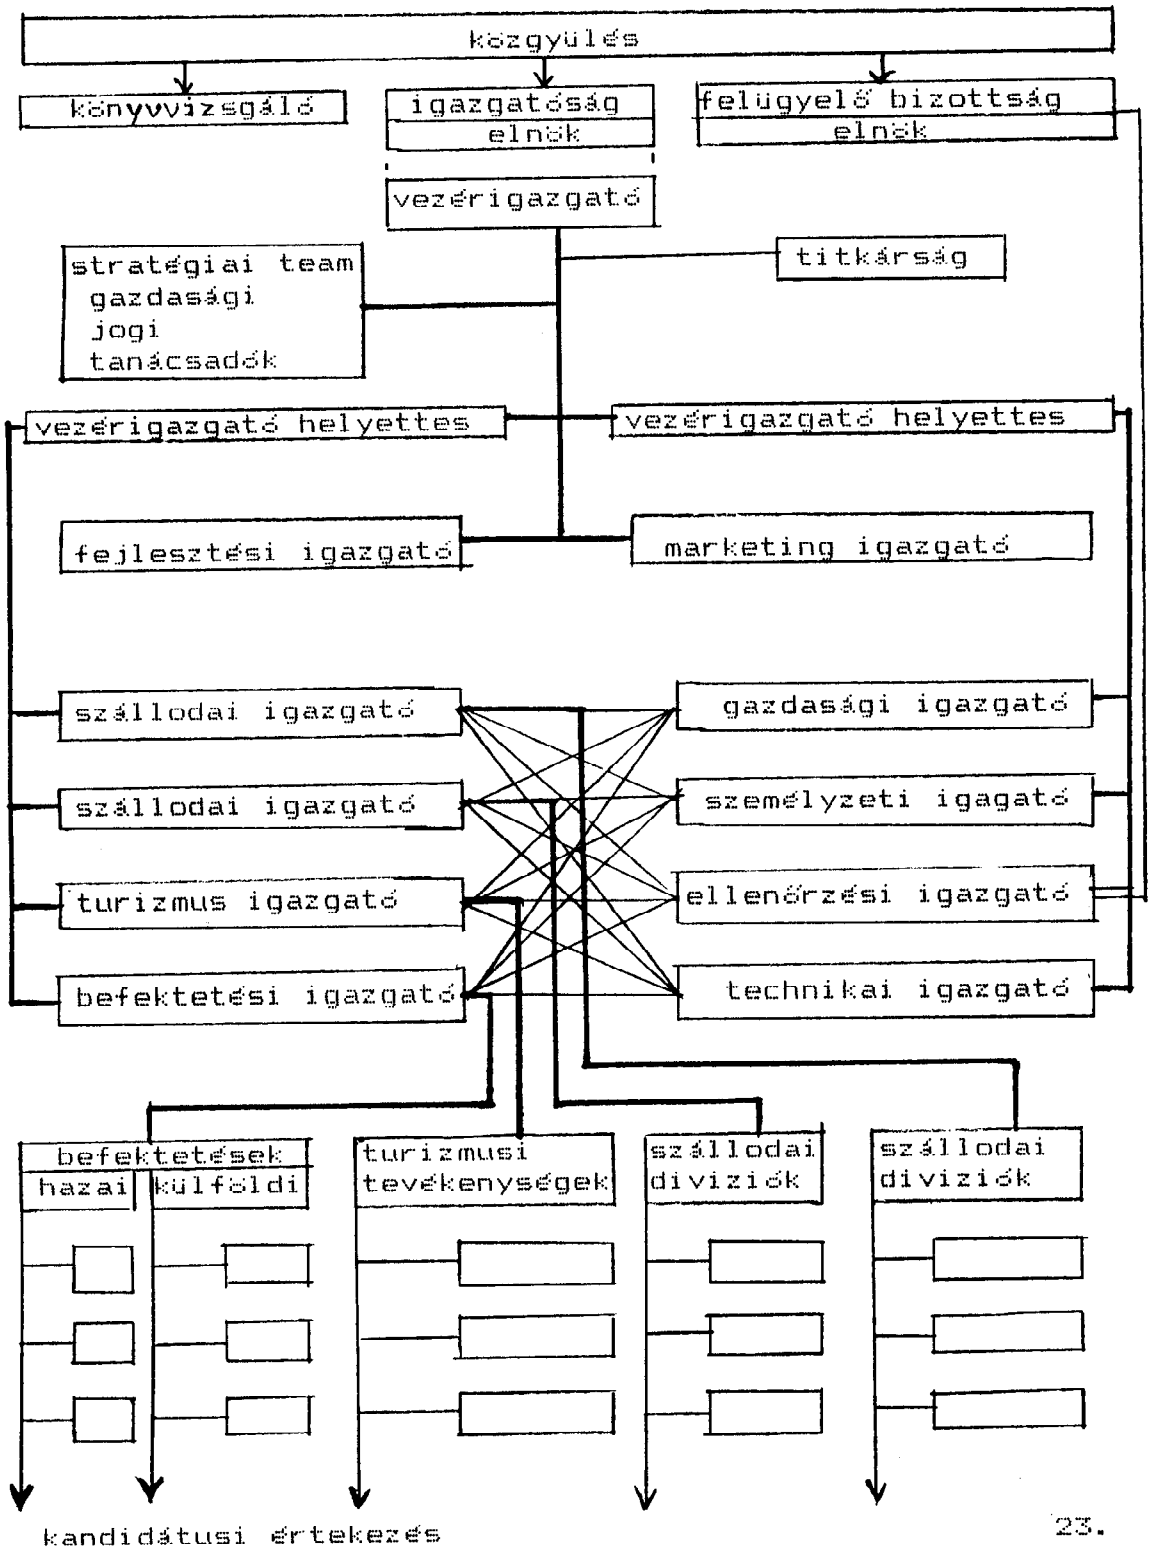 közgyülés
könyvvizsgáló
igazgatóság
elnök
felügyelő bizottság
elnök
vezérigazgató
stratégiai team
gazdasági
jogi
tanácsadók
titkárság
vezérigazgató helyettes
vezérigazgató helyettes
fejlesztési igazgató
marketing igazgató
szállodai igazgató
gazdasági igazgató
szállodai igazgató
személyzeti igagató
turizmus igazgató
ellenőrzési igazgató
befektetési igazgató
technikai igazgató
befektetések
hazai külföldi
turizmusi
tevékenységek
szállodai
diviziók
szállodai
diviziók
kandidátusi értekezés
23.